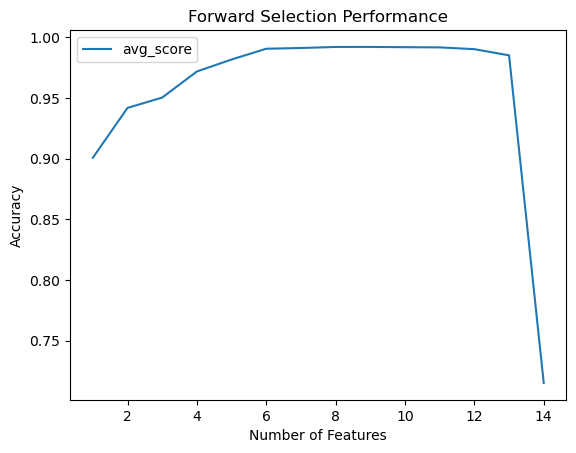 Forward Selection Performance
avg_score
1.00
0.95
0.90
0.85
0.80
0.75
Accuracy
2 4 6 8 10 12 14
Number of Features